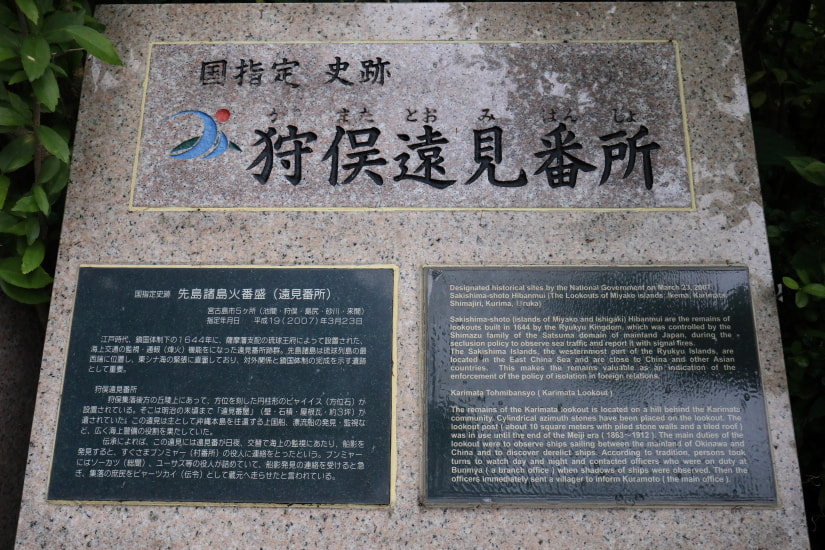 国指定 史跡
かり また とおみ ばんしょ
狩俣遠見番所
国指定史跡 先島諸島火番盛（遠見番所）
宮古島市5ヶ所（池間・狩俣・島尻・砂川・来間）
指定年月日 平成19（2007）年3月23日
江戸時代、鎖国体制下の1644年に、薩摩藩支配の琉球王府によって設置された、
海上交通の監視・通報（烽火）機能をになった遠見番所跡群。先島諸島は琉球列島の最
西端に位置し、東シナ海の緊張に直面しており、対外関係と鎖国体制の完成を示す遺跡
として重要。
狩俣遠見番所
狩俣集落後方の丘陵上にあって、方位を刻した円柱形のピャイイス（方位石）が
設置されている。そこは明治の末頃まで「遠見番屋」（壁・石積・屋根瓦・約3坪）が
遺されていた。この遠見は主として沖縄本島を往還する上国船、漂流船の発見・監視な
ど、広く海上警備の役割を果たしていた。
伝承によれば、この遠見には遠見番が日夜、交替で海上の監視にあたり、船影を
発見すると、すぐさまブンミャー（村番所）の役人に連絡をとったという。ブンミャー
にはソーカツ（総聞）、ユーサス等の役人が詰めていて、船影発見の連絡を受けると急
ぎ、集落の庶民をピャーツカイ（伝令）として蔵元へ走らせたと言われている。
Designated historical sites by the National Government on March 23, 2007
Sakishima-shoto Hibanmui (The Lookouts of Miyako islands: Ikema, Karimata,
Shimajiri, Kurima, Uruka)
Sakishima-shoto (islands of Miyako and Ishigaki) Hibanmui are the remains of
lookouts built in 1644 by the Ryukyu Kingdom, which was controlled by the
Shimazu family of the Satsuma domain of mainland Japan, during the
seclusion policy to observe sea traffic and report it with signal fires.
The Sakishima Islands, the westernmost part of the Ryukyu Islands, are
located in the East China Sea and are close to China and other Asian
countries. This makes the remains valuable as an indication of the
enforcement of the policy of isolation in foreign relations.
Karimata Tohmibansyo ( Karimata Lookout )
The remains of the Karimata lookout is located on a hill behind the Karimata
community. Cylindrical azimuth stones have been placed on the lookout. The
lookout post ( about 10 square meters with piled stone walls and a tiled roof )
was in use until the end of the Meiji era ( 1863~1912 ). The main duties of the
lookout were to observe ships sailing between the mainland of Okinawa and
China and to discover derelict ships. According to tradition, persons took
turns to watch day and night and contacted officers who were on duty at
Bunmya ( a branch office ) when shadows of ships were observed. Then the
officers immediately sent a villager to inform Kuramoto ( the main office )